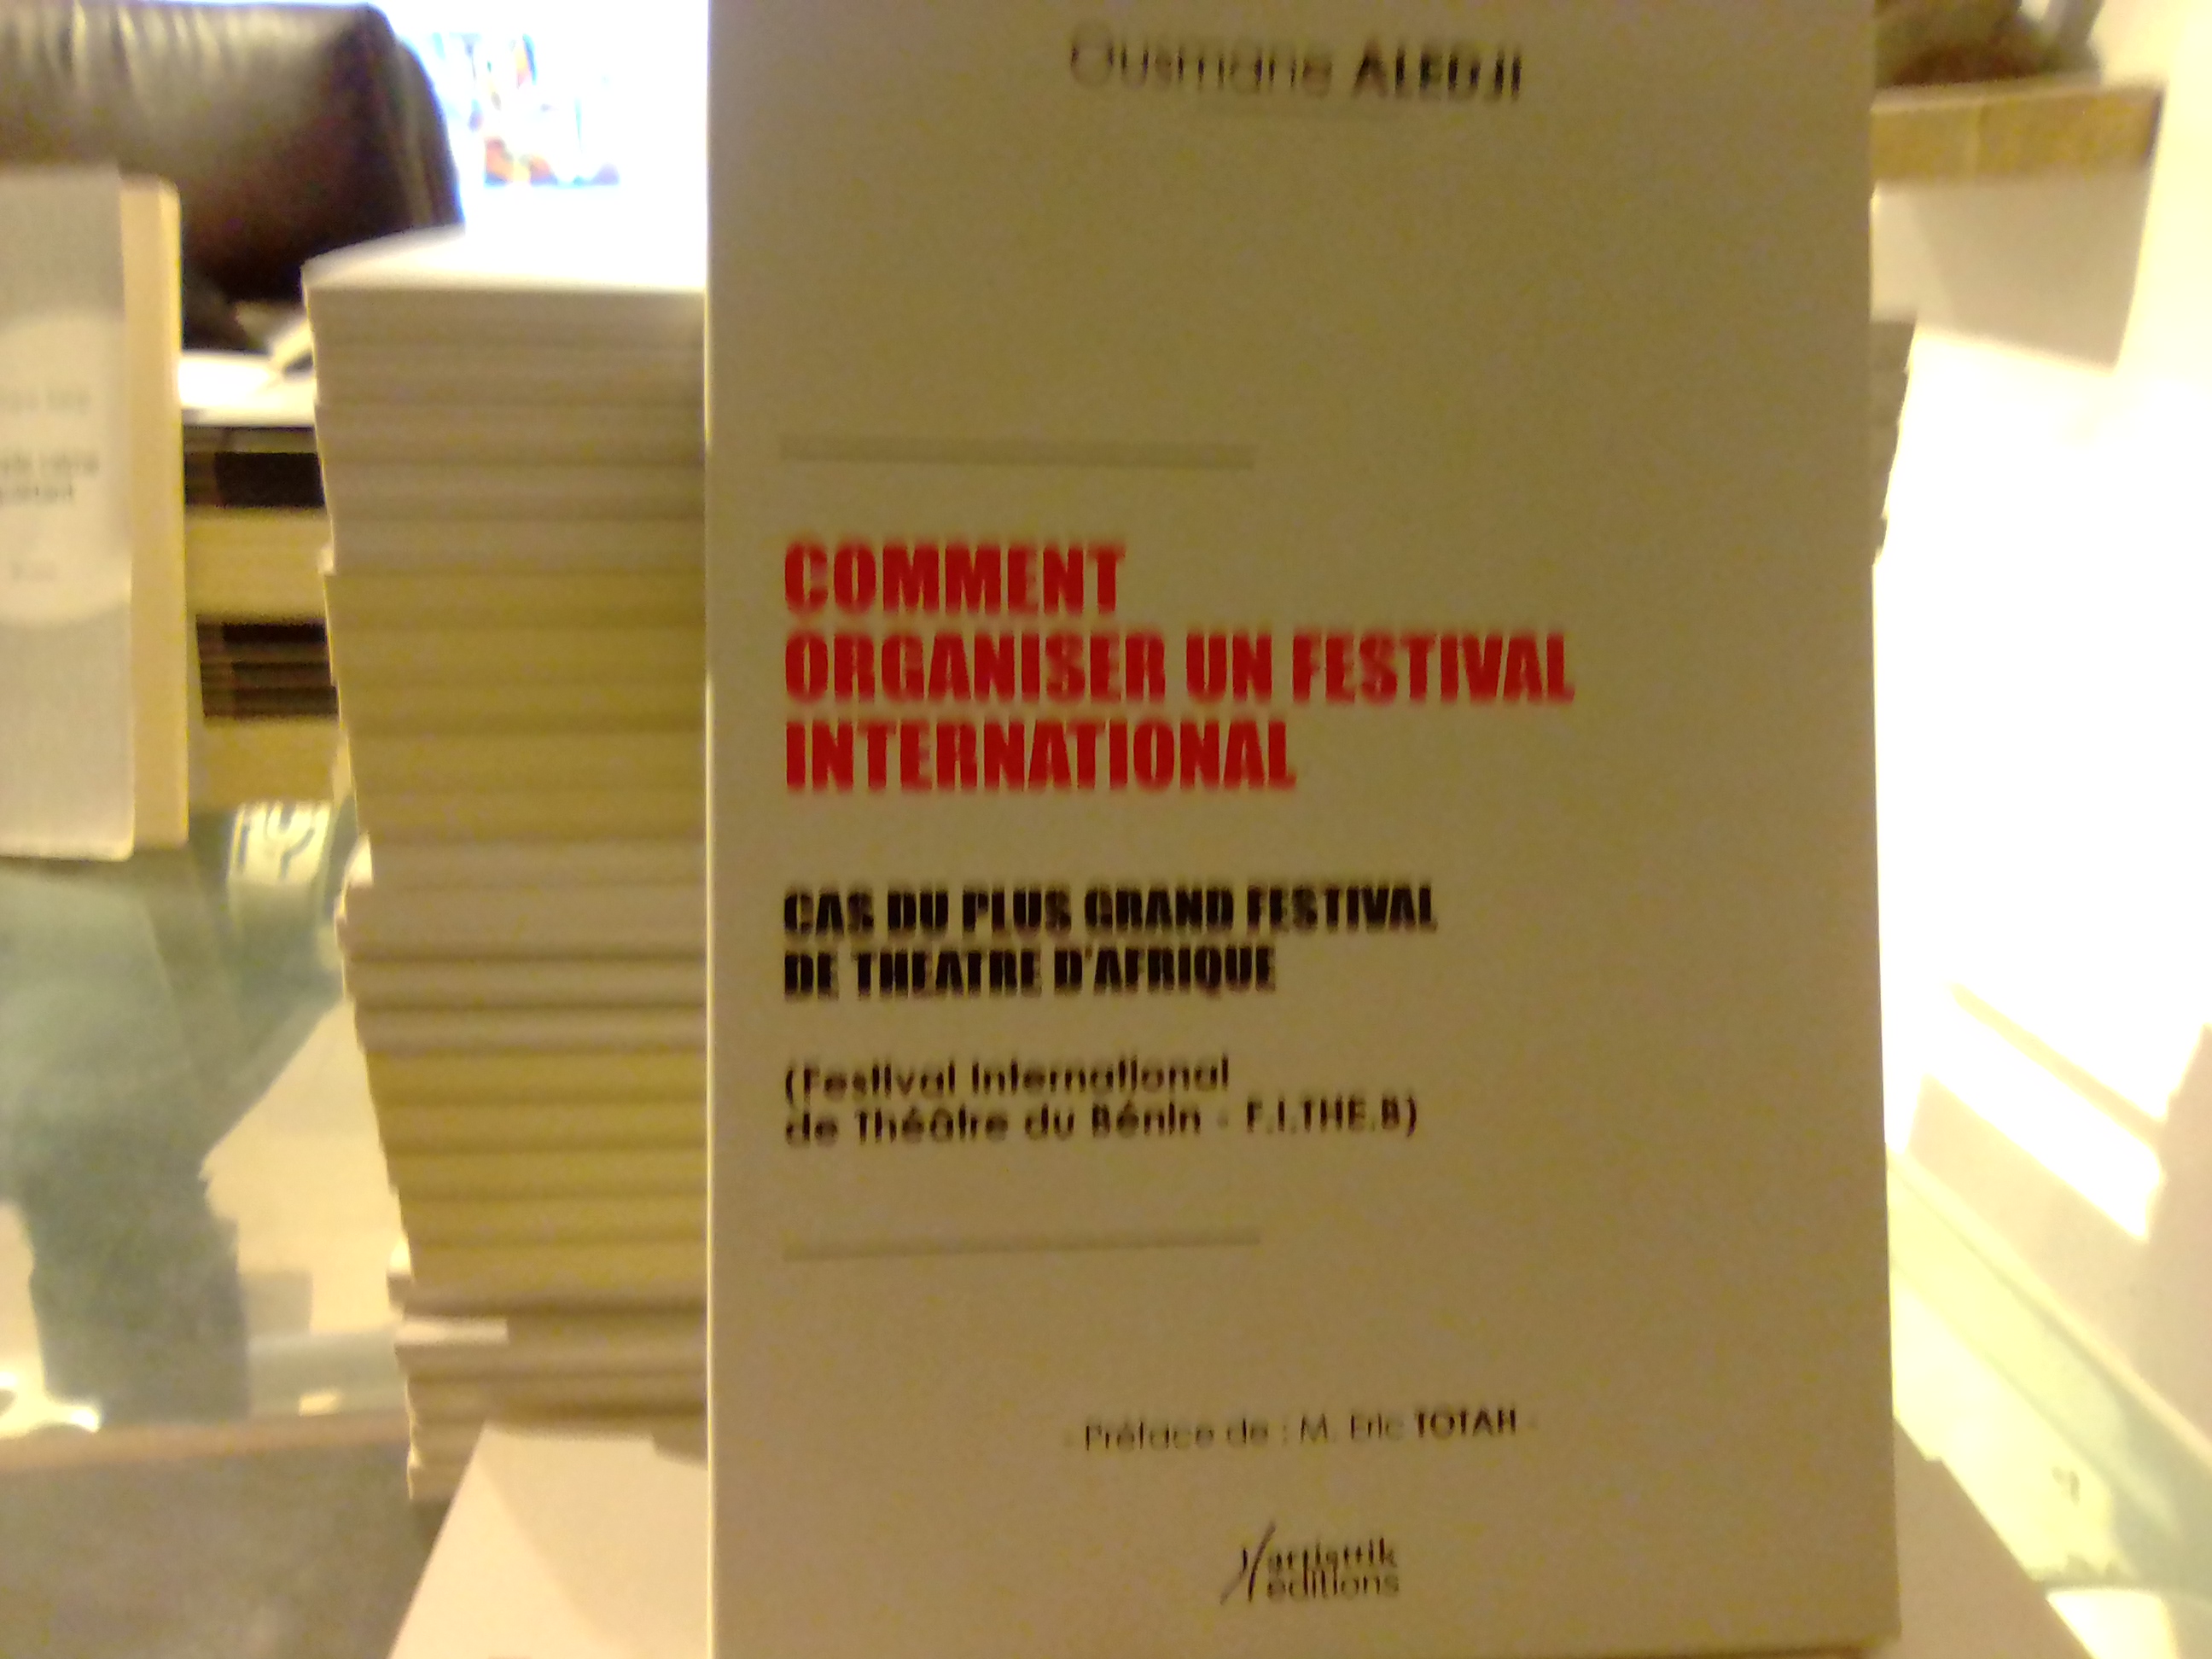 Ousmane ALEDJI
COMMENT
ORGANISER UN FESTIVAL
INTERNATIONAL
CAS DU PLUS GRAND FESTIVAL
DE THEATRE D'AFRIQUE
(Festival International
de Théâtre du Bénin - F.I.THE.B)
- Préface de : M. Eric TOTAH -
artisttik
éditions